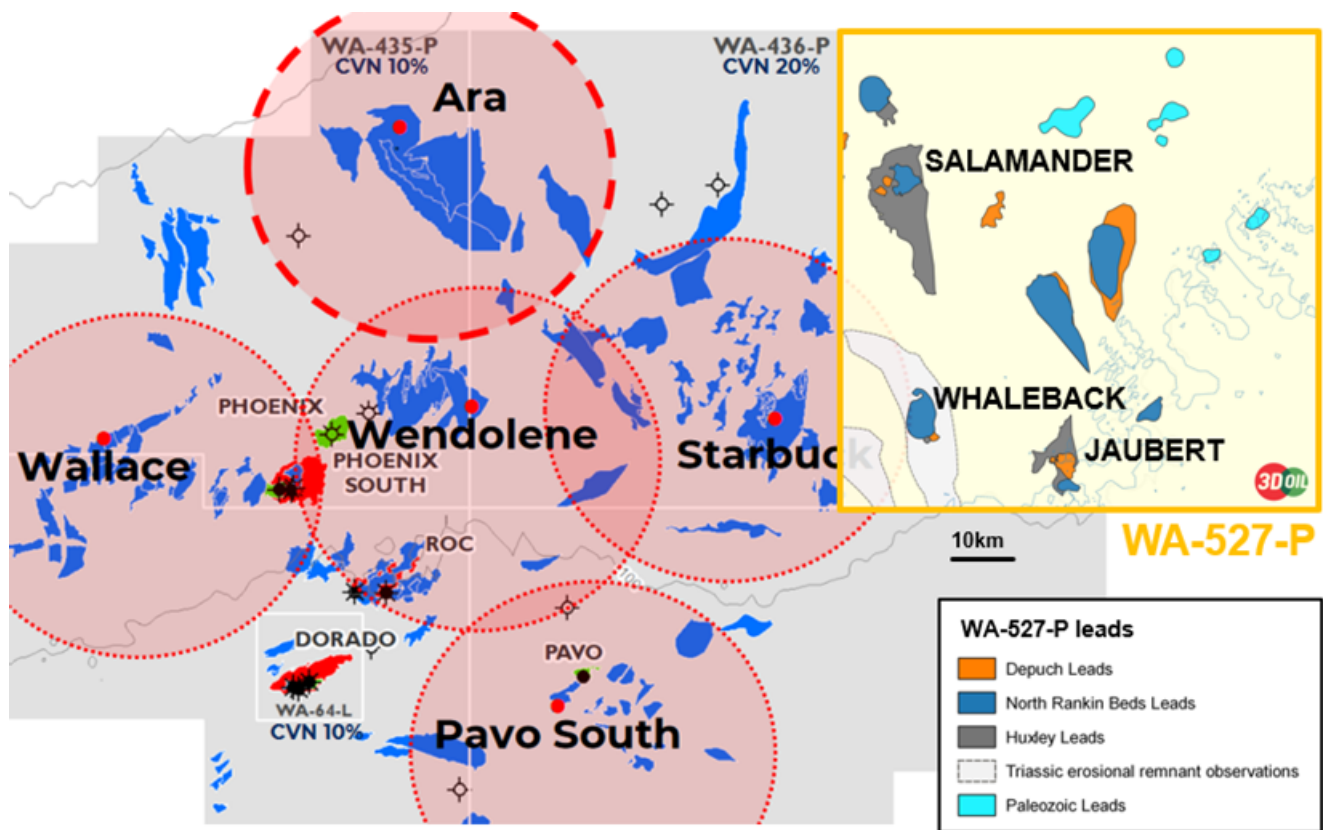 WA-435-P
CVN 10%
WA-436-P
CVN 20%
Ara
SALAMANDER
WHALEBACK
JAUBERT
3DOIL
PHOENIX
Wendolene
PHOENIX
SOUTH
Wallace
Starbuck
ROC
100
10km
WA-527-P
DORADO
WA-64-L
CVN 10%
PAVO
Pavo South
WA-527-P leads
Depuch Leads
North Rankin Beds Leads
Huxley Leads
Triassic erosional remnant observations
Paleozoic Leads